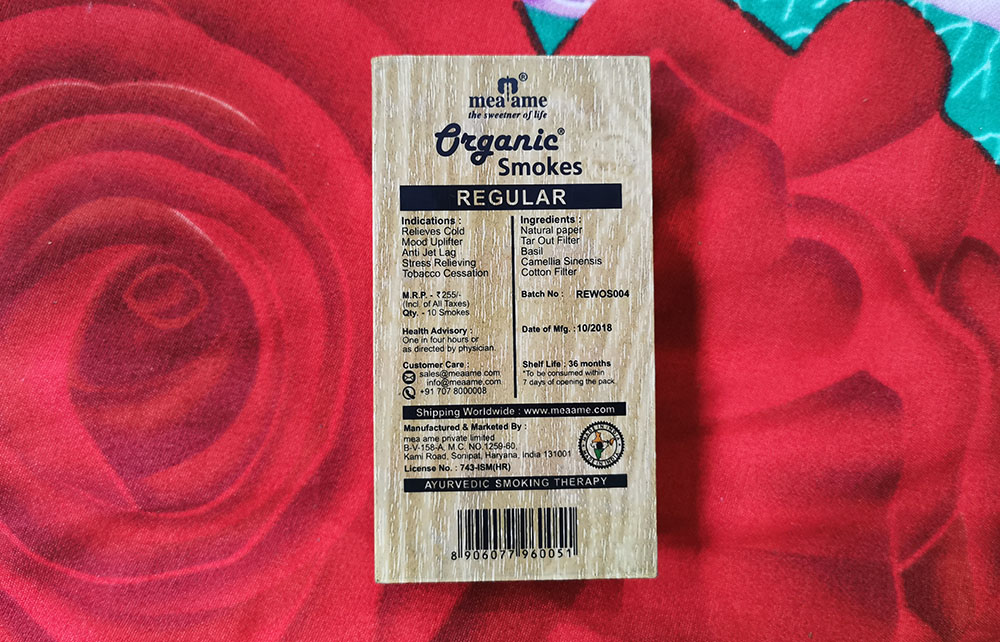 mea ame®
the sweetner of life
Organic®
Smokes
REGULAR
Indications :
Relieves Cold
Mood Uplifter
Anti Jet Lag
Stress Relieving
Tobacco Cessation
M.R.P. - ₹255/-
(Incl. of All Taxes)
Qty. - 10 Smokes
Health Advisory :
One in four hours or
as directed by physician.
Customer Care :
sales@meaame.com
info@meaame.com
+91 707 8000008
Ingredients :
Natural paper
Tar Out Filter
Basil
Camellia Sinensis
Cotton Filter
Batch No : REWOS004
Date of Mfg. : 10/2018
Shelf Life : 36 months
*To be consumed within
7 days of opening the pack.
Shipping Worldwide : www.meaame.com
Manufactured & Marketed By :
mea ame private limited
B-V-158-A, M.C. NO.1259-60,
Kami Road, Sonipat, Haryana, India 131001
License No. : 743-ISM(HR)
MADE IN INDIA
MADE IN INDIA
AYURVEDIC SMOKING THERAPY
8 906077 960051